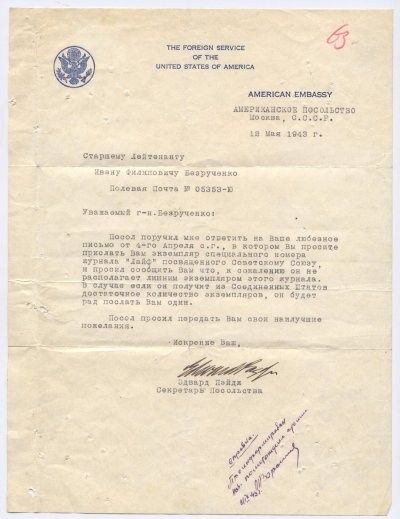 63.
THE FOREIGN SERVICE
OF THE
UNITED STATES OF AMERICA
AMERICAN EMBASSY
АМЕРИКАНСКОЕ ПОСОЛЬСТВО
Москва, С.С.С.Р.
12 Мая 1943 г.
Старшему Лейтенанту
Ивану Филиповичу Безрученко
Полевая Почта № 05353-Ю
Уважаемый г-н.Безрученко:
Посол поручил мне ответить на Ваше любезное
письмо от 4-го Апреля с.г., в котором Вы просите
прислать Вам экземпляр специального номера
журнала "Лайф" посвященного Советскому Союзу,
и просил сообщить Вам что, к сожалению он не
располагает лишним экземпляром этого журнала.
В случае если он получит из Соединенных Штатов
достаточное количество экземпляров, он будет
рад послать Вам один.
Посол просил передать Вам свои наилучшие
пожелания.
Искренне Ваш,
Эдвард Пэйдж
Секретарь Посольства
справка: